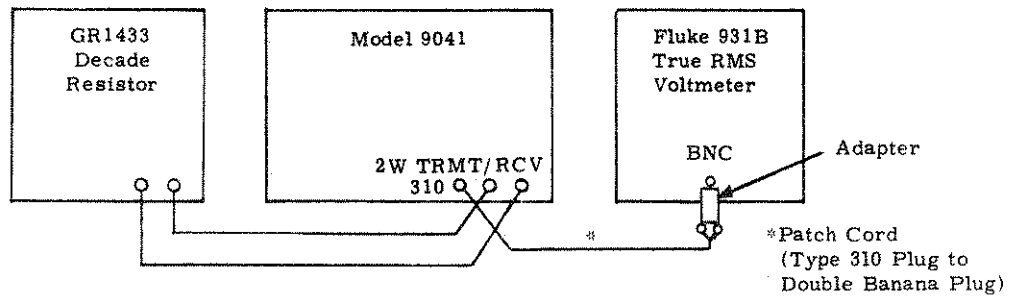 GR1433
Decade
Resistor
Model 9041
2W TRMT/RCV
310
Fluke 931B
True RMS
Voltmeter
BNC
Adapter
*
*Patch Cord
(Type 310 Plug to
Double Banana Plug)